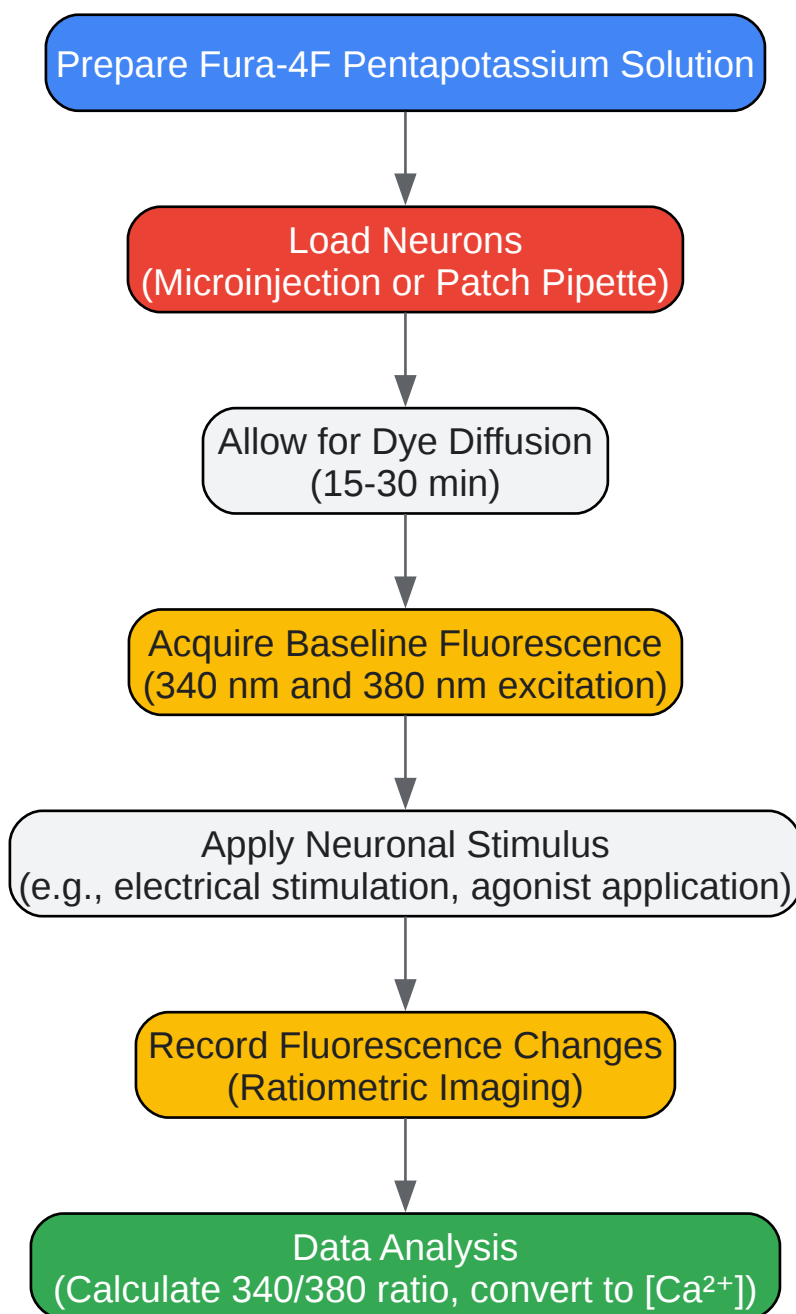 Prepare Fura-4F Pentapotassium Solution
Load Neurons
(Microinjection or Patch Pipette)
Allow for Dye Diffusion
(15-30 min)
Acquire Baseline Fluorescence
(340 nm and 380 nm excitation)
Apply Neuronal Stimulus
(e.g., electrical stimulation, agonist application)
Record Fluorescence Changes
(Ratiometric Imaging)
Data Analysis
(Calculate 340/380 ratio, convert to [Ca²⁺])